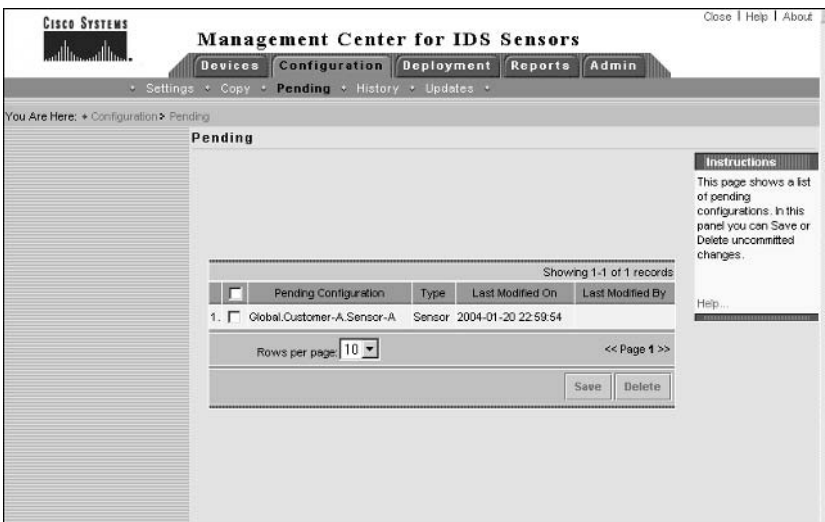 Close | Help | About
CISCO SYSTEMS
Management Center for IDS Sensors
Devices Configuration Deployment Reports Admin
Settings Copy Pending History Updates
You Are Here: Configuration > Pending
Pending
Instructions
This page shows a list
of pending
configurations. In this
panel you can Save or
Delete uncommitted
changes.
Help...
Showing 1-1 of 1 records
Pending Configuration Type Last Modified On Last Modified By
1. Global.Customer-A.Sensor-A Sensor 2004-01-20 22:59:54
Rows per page: 10 << Page 1 >>
Save Delete